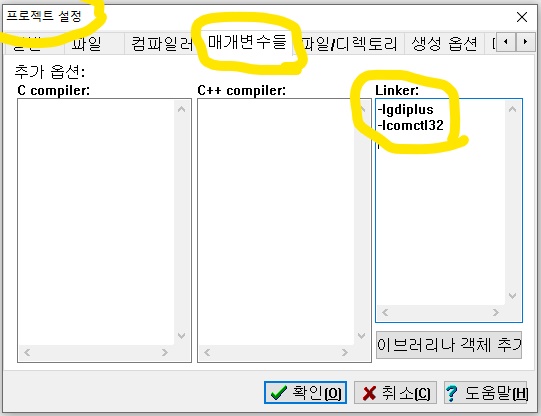 프로젝트 설정
파일 컴파일러 매개변수들 파일/디렉토리 생성 옵션
추가 옵션:
C compiler: C++ compiler: Linker:
-lgdiplus
-lcomctl32
이브러리나 객체 추가
확인(O) 취소(C) ? 도움말(H)